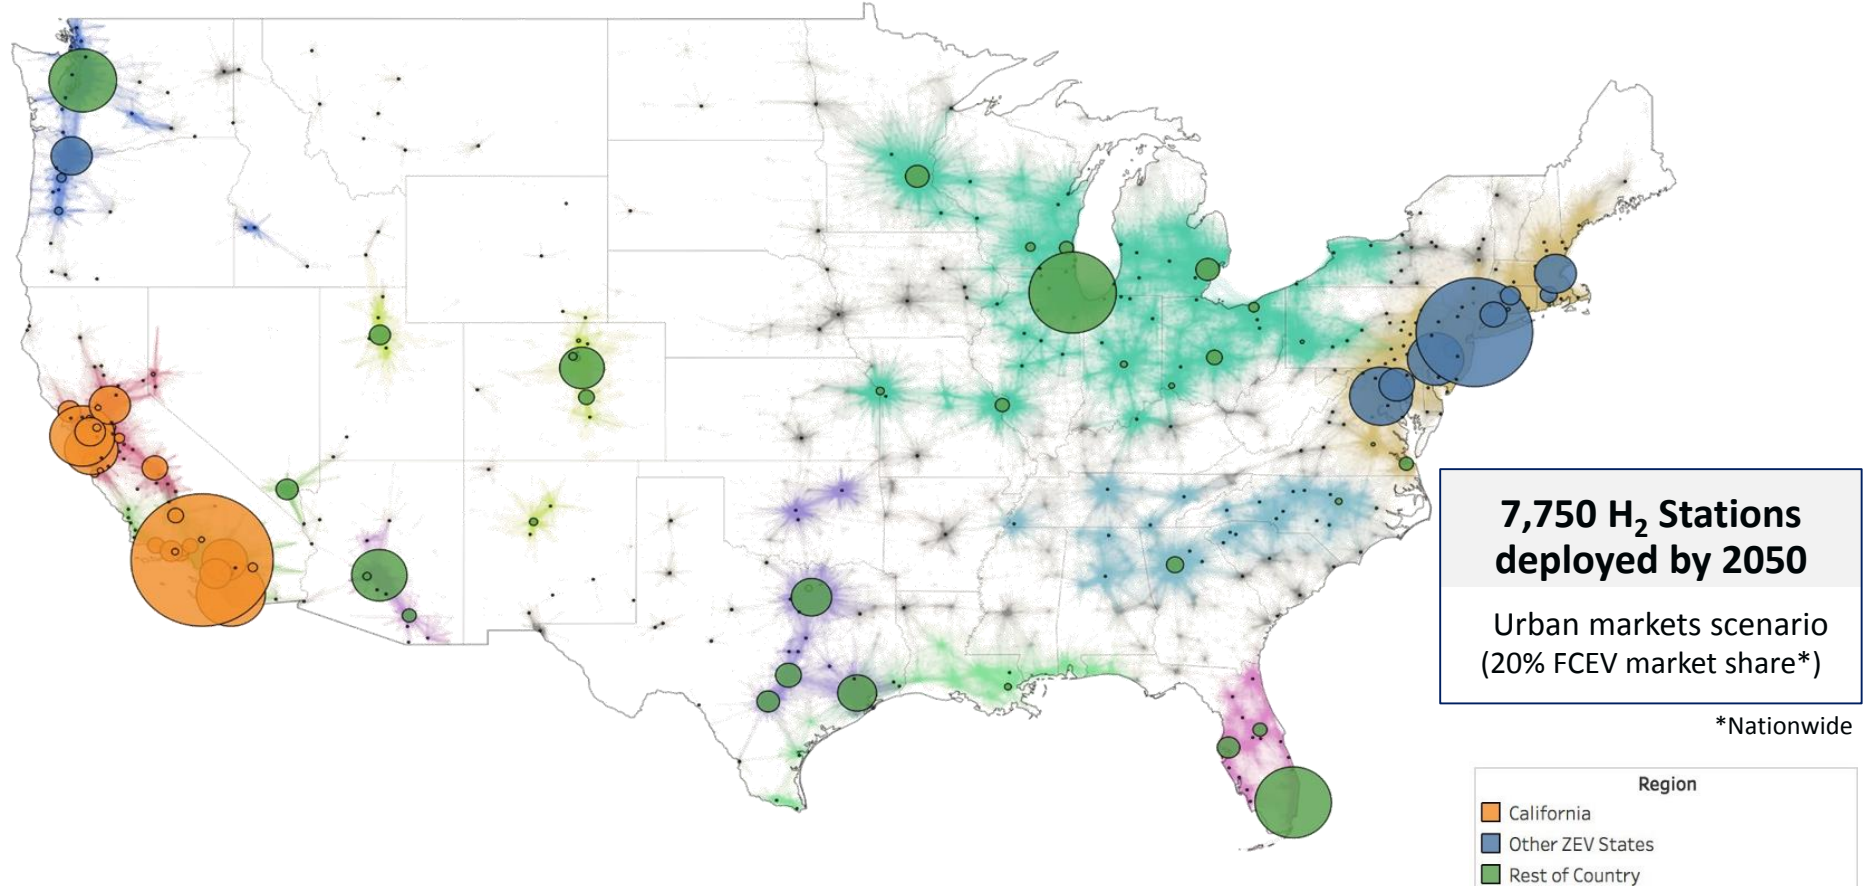 7,750 H₂ Stations
deployed by 2050
Urban markets scenario
(20% FCEV market share*)
*Nationwide
Region
California
Other ZEV States
Rest of Country